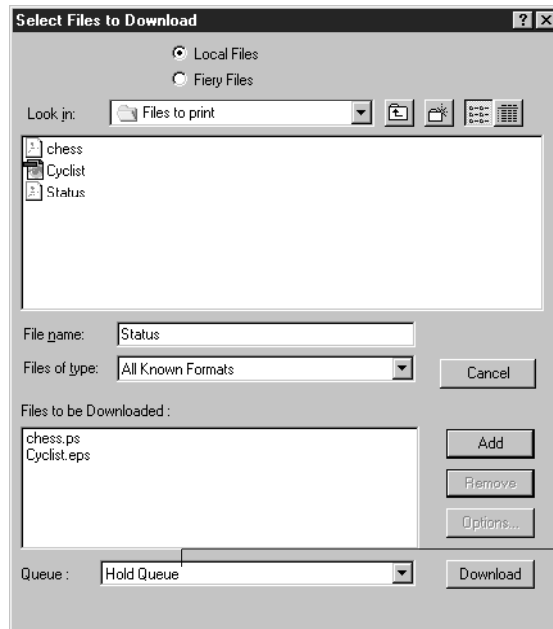 Select Files to Download
Local Files
Fiery Files
Look in: Files to print
chess
Cyclist
Status
File name: Status
Files of type: All Known Formats
Cancel
Files to be Downloaded :
chess.ps
Cyclist.eps
Add
Remove
Options...
Queue : Hold Queue
Download